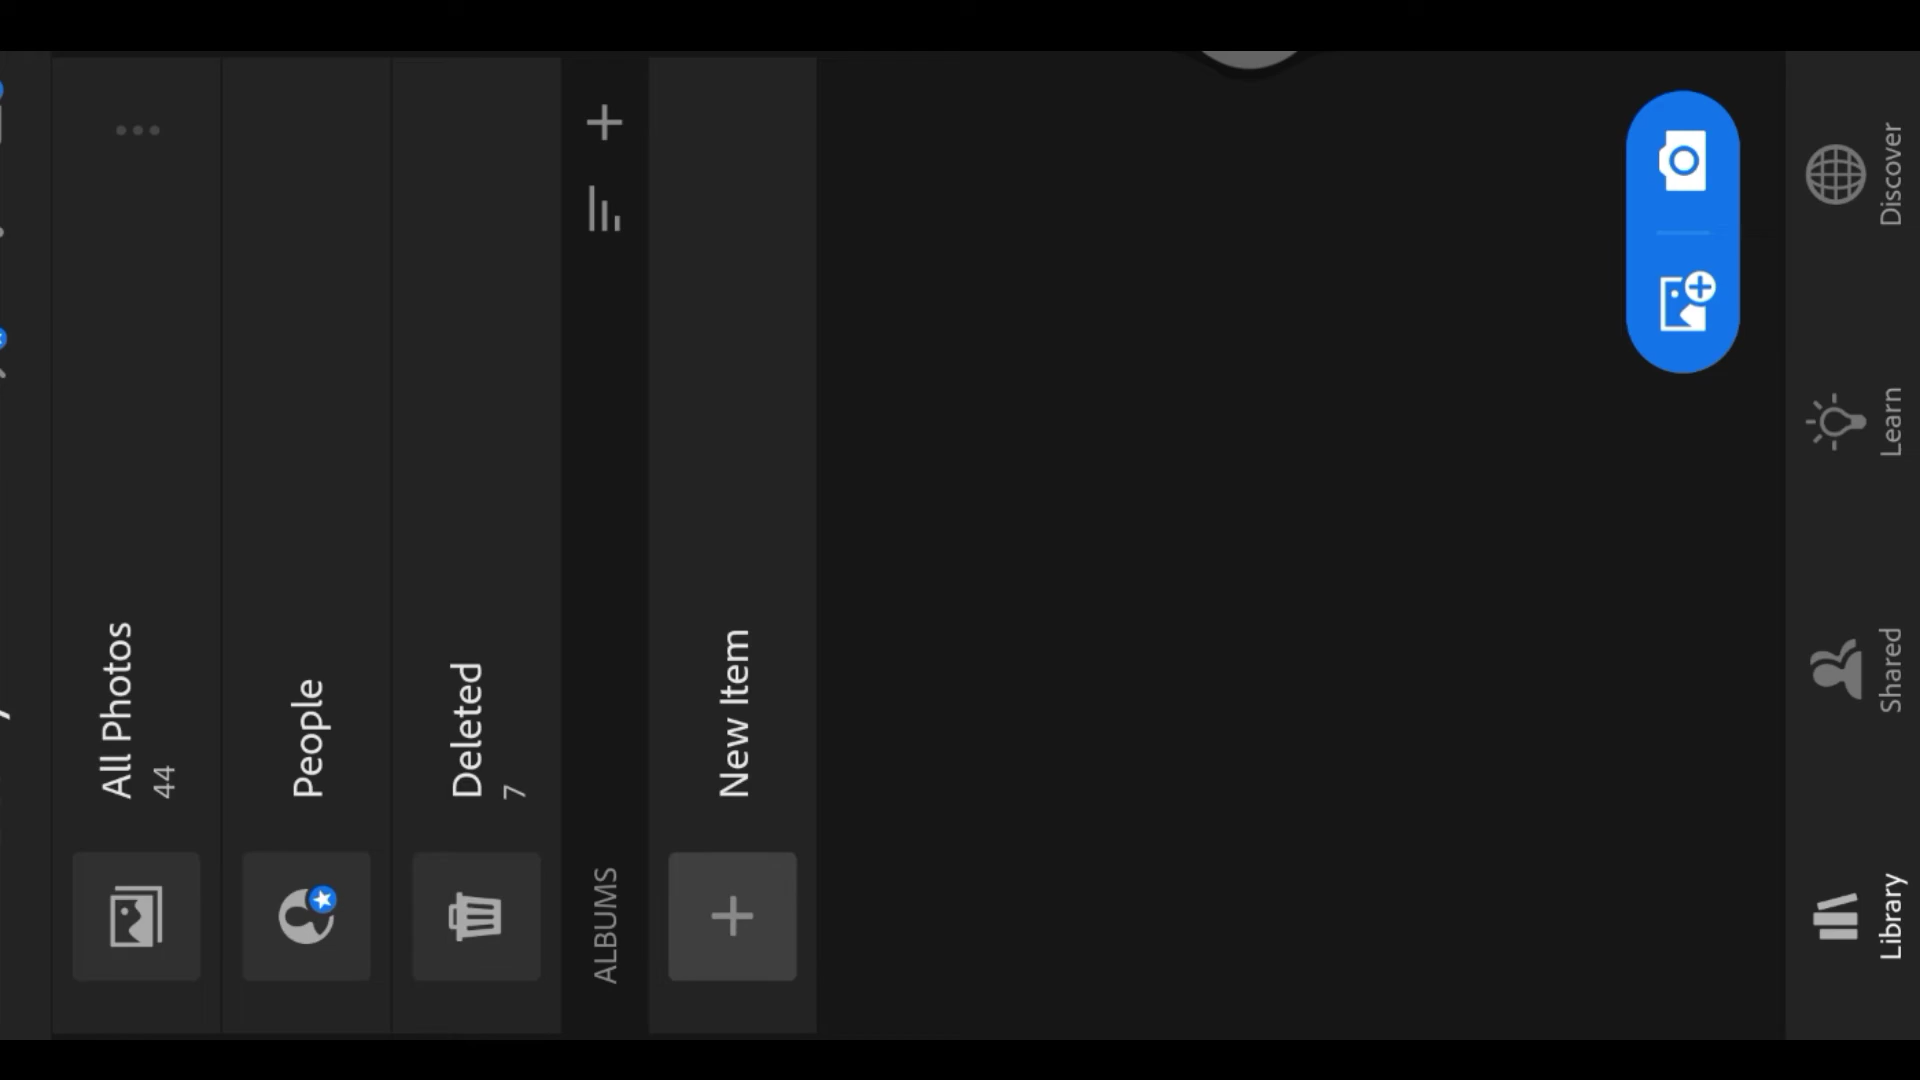 All Photos
44
People
Deleted
7
ALBUMS
New Item
Library
Shared
Learn
Discover